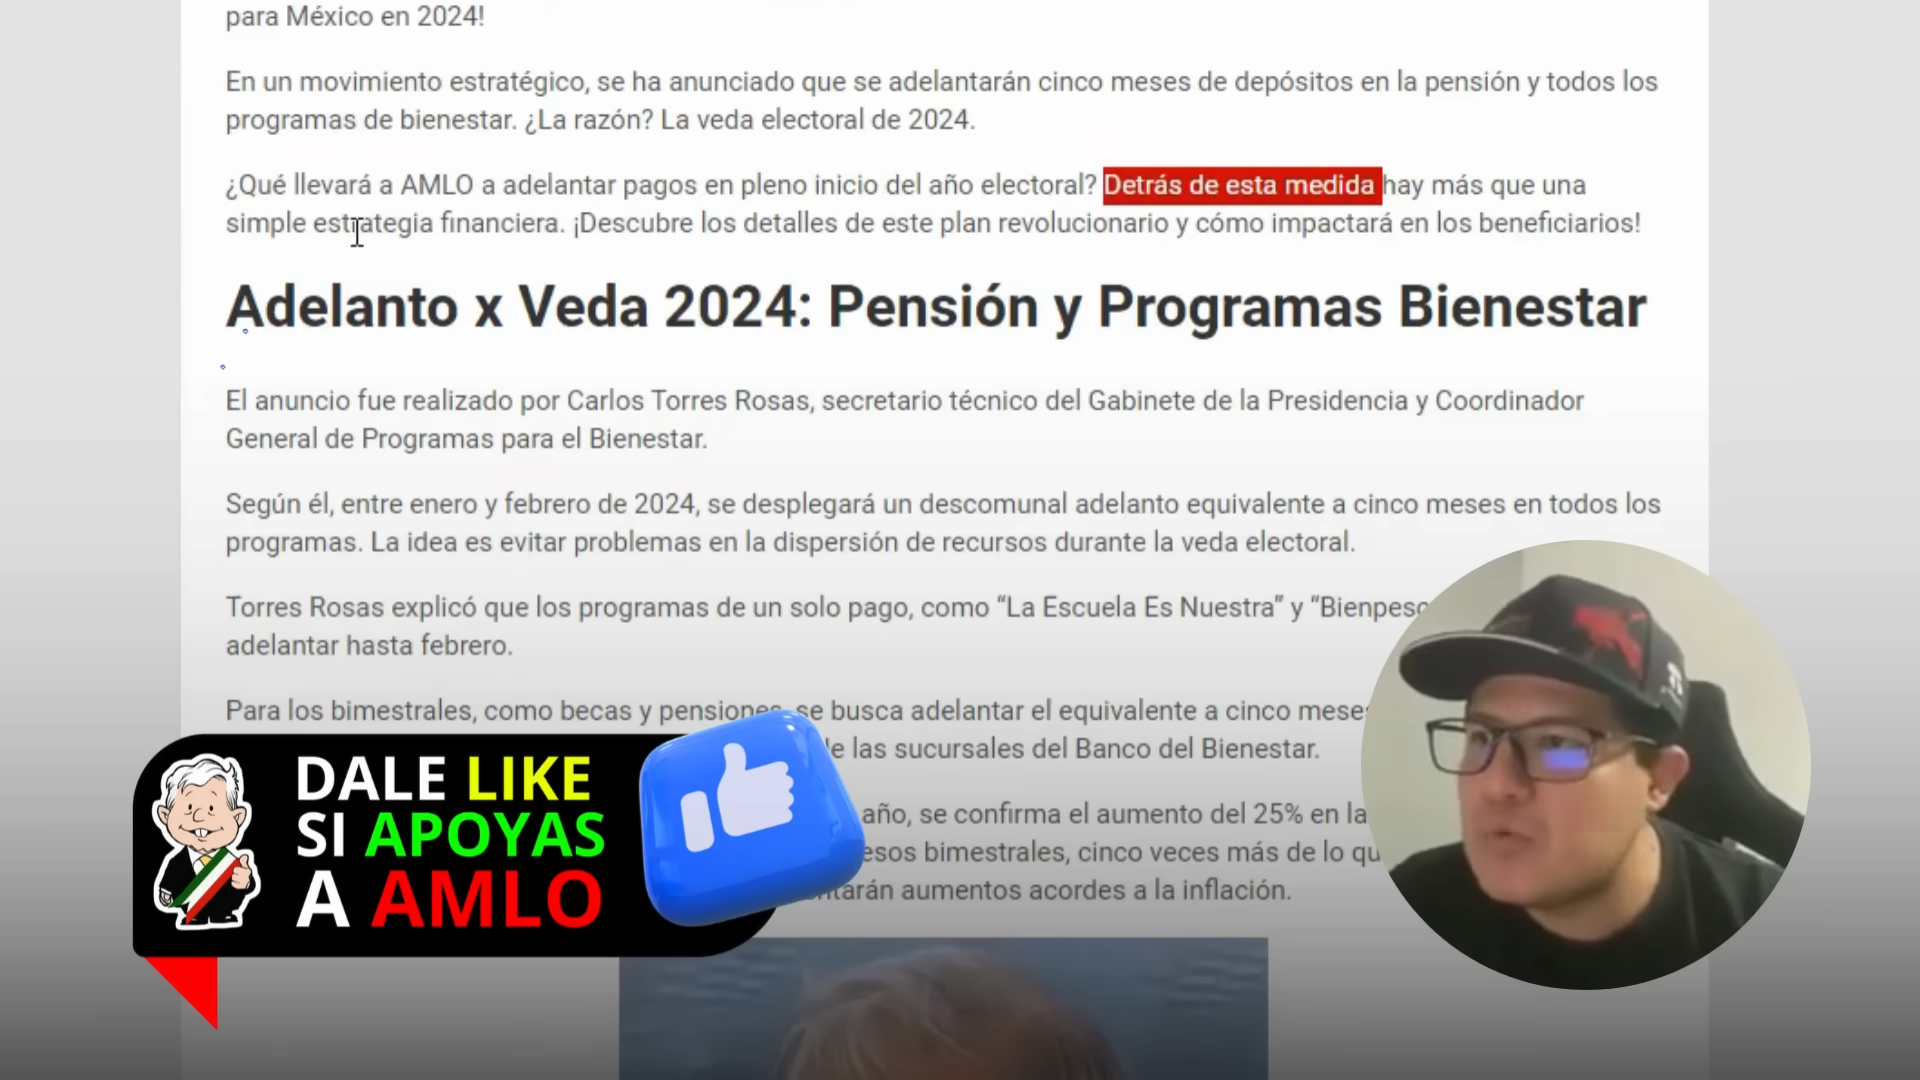 para México en 2024!
En un movimiento estratégico, se ha anunciado que se adelantarán cinco meses de depósitos en la pensión y todos los
programas de bienestar. ¿La razón? La veda electoral de 2024.
¿Qué llevará a AMLO a adelantar pagos en pleno inicio del año electoral? Detrás de esta medida hay más que una
simple estrategia financiera. ¡Descubre los detalles de este plan revolucionario y cómo impactará en los beneficiarios!
Adelanto x Veda 2024: Pensión y Programas Bienestar
El anuncio fue realizado por Carlos Torres Rosas, secretario técnico del Gabinete de la Presidencia y Coordinador
General de Programas para el Bienestar.
Según él, entre enero y febrero de 2024, se desplegará un descomunal adelanto equivalente a cinco meses en todos los
programas. La idea es evitar problemas en la dispersión de recursos durante la veda electoral.
Torres Rosas explicó que los programas de un solo pago, como “La Escuela Es Nuestra” y “Bienpesc
adelantar hasta febrero.
Para los bimestrales, como becas y pensiones, se busca adelantar el equivalente a cinco meses
de las sucursales del Banco del Bienestar.
año, se confirma el aumento del 25% en la
esos bimestrales, cinco veces más de lo qu
ntarán aumentos acordes a la inflación.
DALE LIKE
SI APOYAS
A AMLO